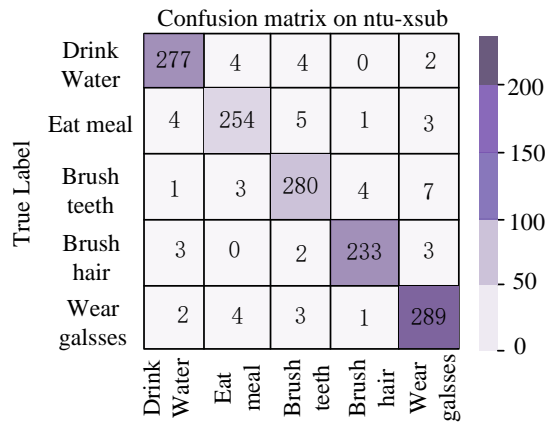 Confusion matrix on ntu-xsub
True Label
Drink
Water
277 4 4 0 2
Eat meal
4 254 5 1 3
Brush
teeth
1 3 280 4 7
Brush
hair
3 0 2 233 3
Wear
galsses
2 4 3 1 289
Drink
Water
Eat
meal
Brush
teeth
Brush
hair
Wear
galsses
200
150
100
50
0